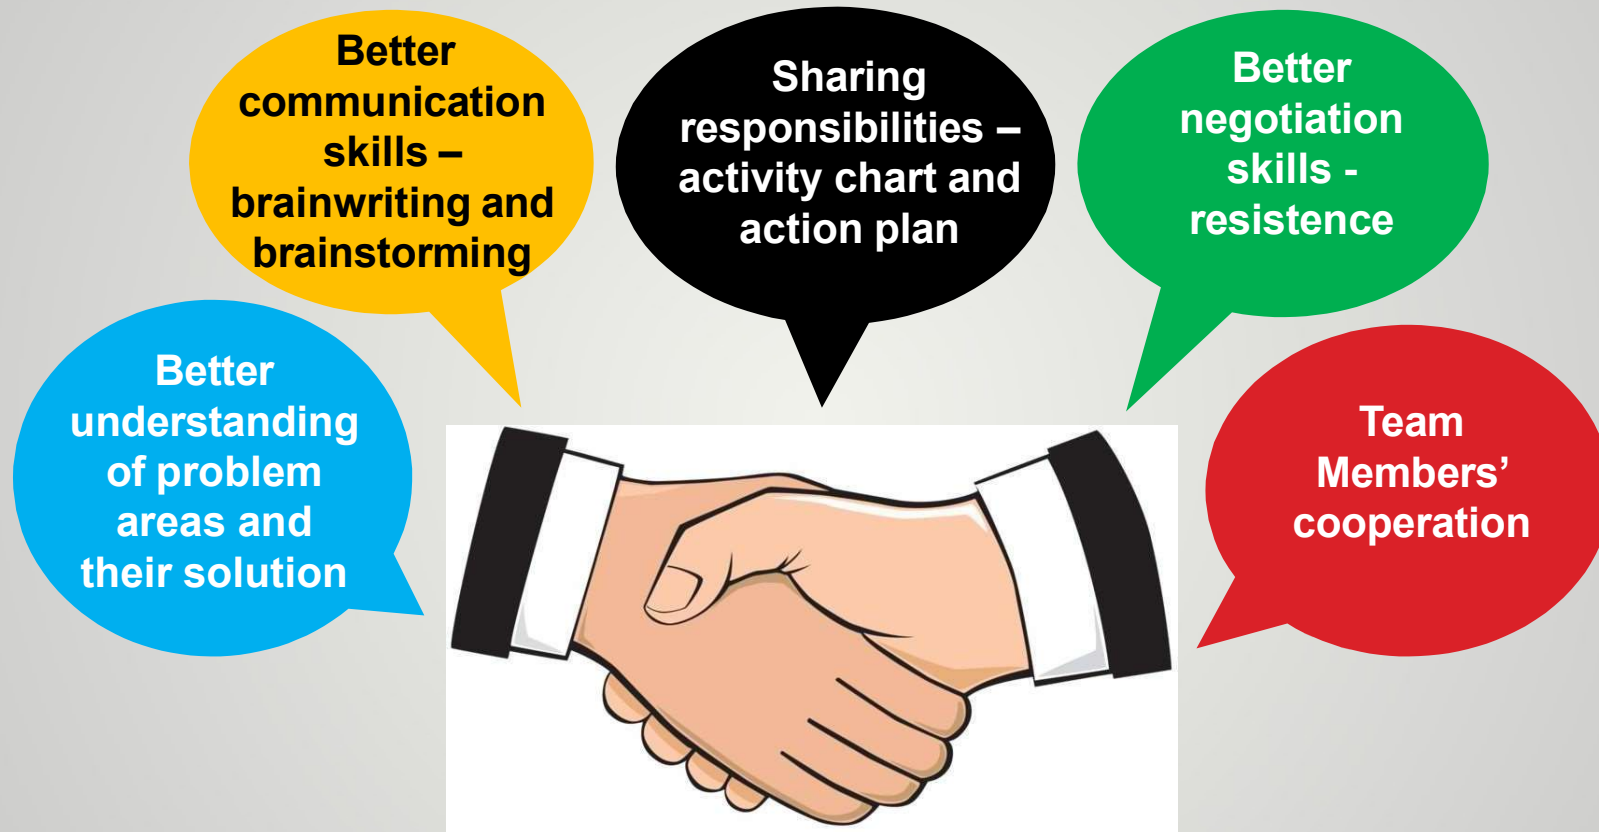 Better
communication
skills –
brainwriting and
brainstorming
Sharing
responsibilities –
activity chart and
action plan
Better
negotiation
skills -
resistence
Better
understanding
of problem
areas and
their solution
Team
Members’
cooperation